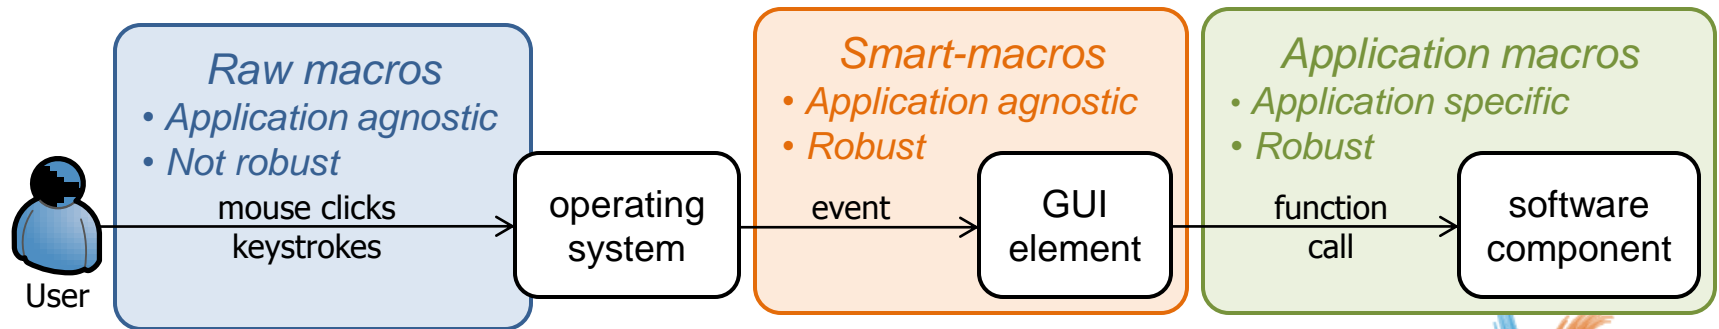 Raw macros
• Application agnostic
• Not robust
mouse clicks
keystrokes
User
operating
system
Smart-macros
• Application agnostic
• Robust
event
GUI
element
Application macros
• Application specific
• Robust
function
call
software
component